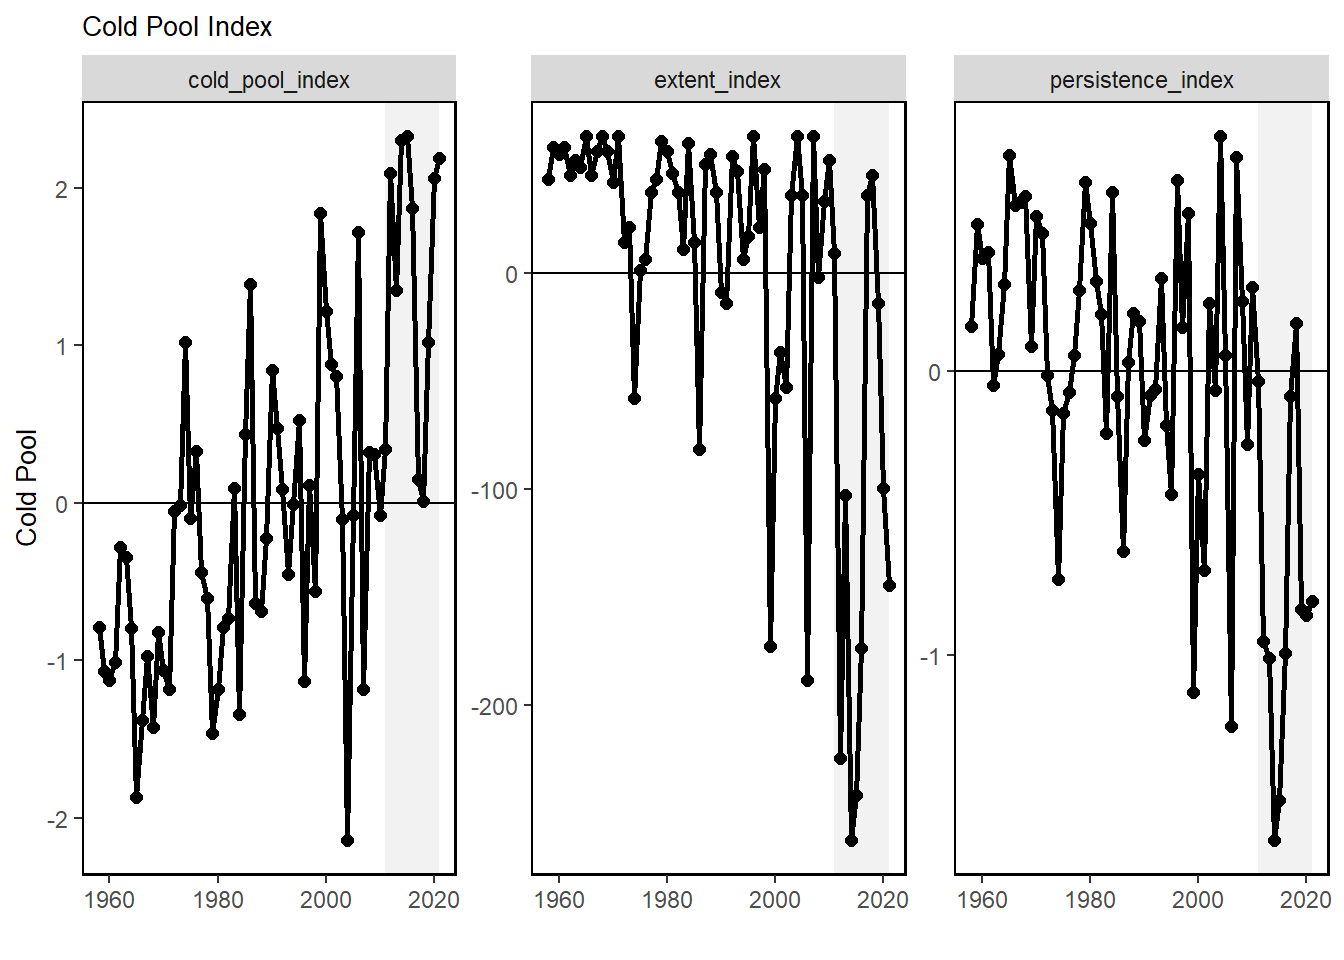 Cold Pool Index
cold_pool_index
extent_index
persistence_index
Cold Pool
2
1
0
-1
-2
0
-100
-200
0
-1
1960 1980 2000 2020
1960 1980 2000 2020
1960 1980 2000 2020